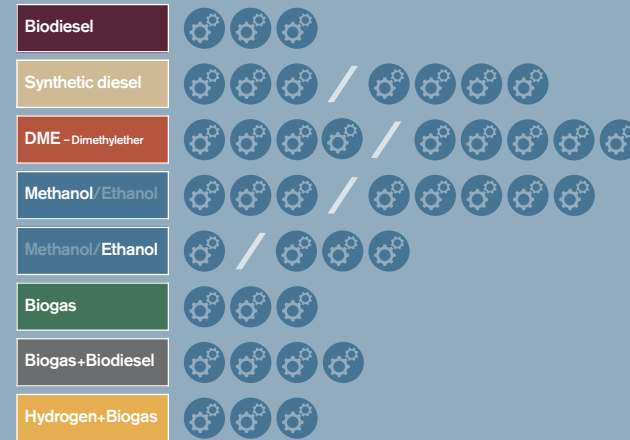 Biodiesel
Synthetic diesel
DME – Dimethylether
Methanol/Ethanol
Methanol/Ethanol
Biogas
Biogas+Biodiesel
Hydrogen+Biogas